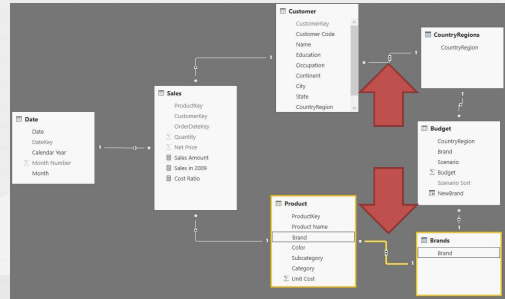 Customer
CustomerKey
Customer Code
Name
Education
Occupation
Continent
City
State
CountryRegion
CountryRegions
CountryRegion
Sales
ProductKey
CustomerKey
OrderDateKey
Quantity
Net Price
Sales Amount
Sales in 2009
Cost Ratio
Date
Date
DateKey
Calendar Year
Month Number
Month
Budget
CountryRegion
Brand
Scenario
Budget
Scenario Sort
NewBrand
Product
ProductKey
Product Name
Brand
Color
Subcategory
Category
Unit Cost
Brands
Brand
1
*
*
1
1
*
1
*
*
1
*
1
*
1